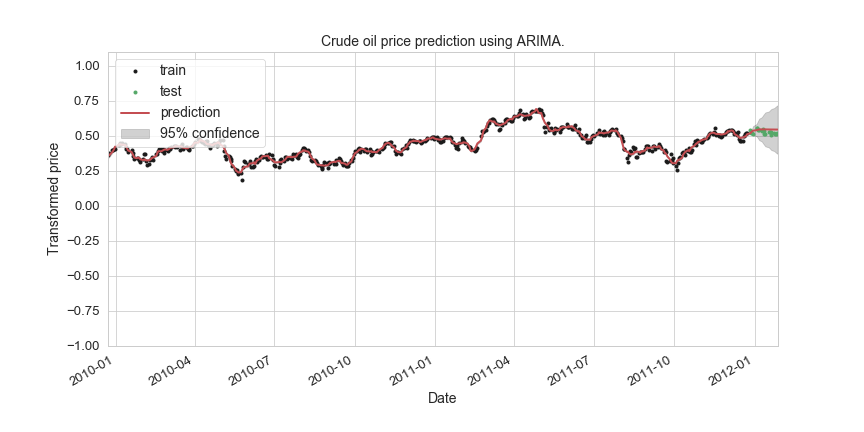 Crude oil price prediction using ARIMA.
train
test
prediction
95% confidence
1.00
0.75
0.50
0.25
0.00
−0.25
−0.50
−0.75
−1.00
Transformed price
2010-01
2010-04
2010-07
2010-10
2011-01
2011-04
2011-07
2011-10
2012-01
Date